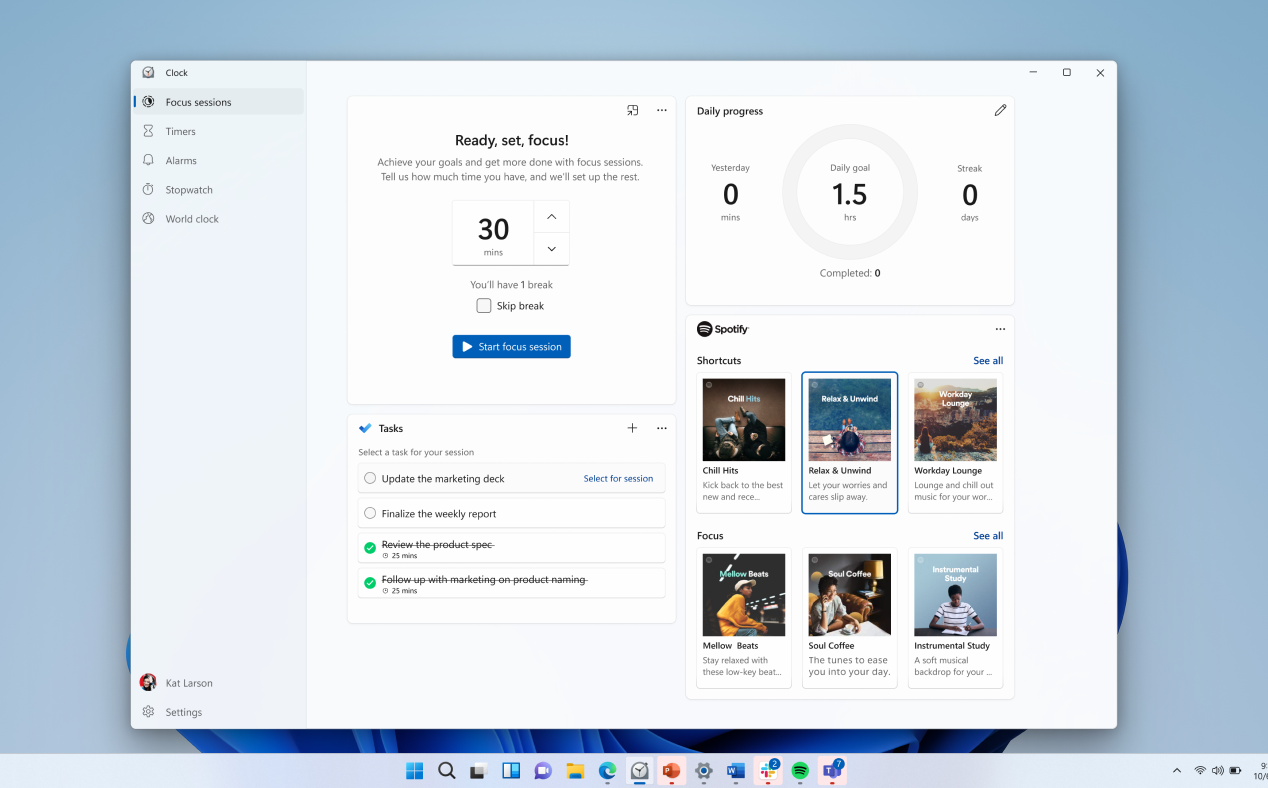 Clock
Focus sessions
Timers
Alarms
Stopwatch
World clock
Kat Larson
Settings
Ready, set, focus!
Achieve your goals and get more done with focus sessions.
Tell us how much time you have, and we'll set up the rest.
30
mins
You'll have 1 break
Skip break
Start focus session
Tasks
Select a task for your session
Update the marketing deck
Select for session
Finalize the weekly report
Review the product spec
25 mins
Follow up with marketing on product naming
25 mins
Daily progress
Yesterday
0
mins
Daily goal
1.5
hrs
Streak
0
days
Completed: 0
Spotify
Shortcuts
See all
Chill Hits
Chill Hits
Kick back to the best
new and rece...
Relax & Unwind
Relax & Unwind
Let your worries and
cares slip away.
Workday
Lounge
Workday Lounge
Lounge and chill out
music for your wor...
Focus
See all
Mellow Beats
Mellow Beats
Stay relaxed with
these low-key beat...
Soul Coffee
Soul Coffee
The tunes to ease
you into your day.
Instrumental
Study
Instrumental Study
A soft musical
backdrop for your ...
P
W
2
T
7
9:
10/